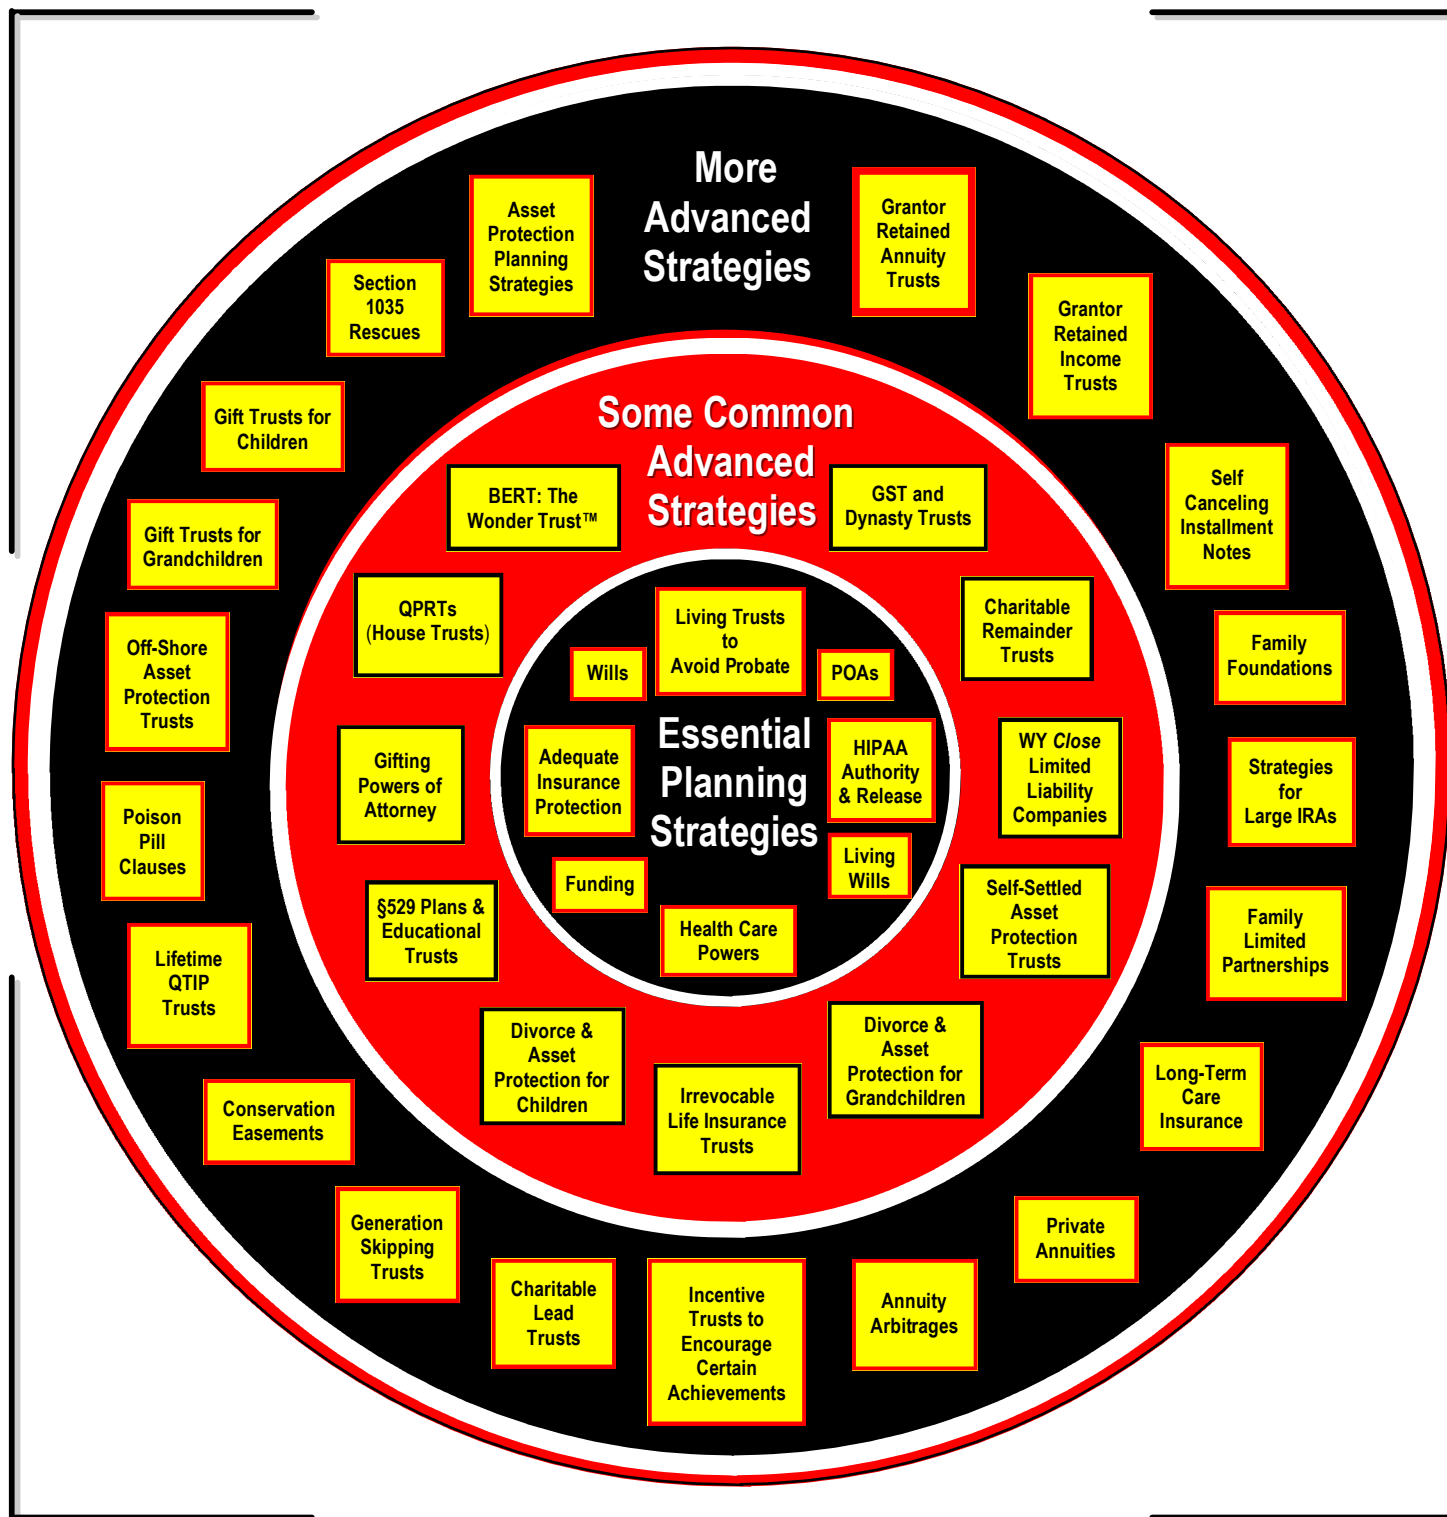 More
Advanced
Strategies
Asset
Protection
Planning
Strategies
Grantor
Retained
Annuity
Trusts
Section
1035
Rescues
Grantor
Retained
Income
Trusts
Gift Trusts for
Children
Self
Canceling
Installment
Notes
Gift Trusts for
Grandchildren
Family
Foundations
Off-Shore
Asset
Protection
Trusts
Strategies
for
Large IRAs
Poison
Pill
Clauses
Family
Limited
Partnerships
Lifetime
QTIP
Trusts
Long-Term
Care
Insurance
Conservation
Easements
Private
Annuities
Generation
Skipping
Trusts
Charitable
Lead
Trusts
Incentive
Trusts to
Encourage
Certain
Achievements
Annuity
Arbitrages
Some Common
Advanced
Strategies
BERT: The
Wonder Trust™
GST and
Dynasty Trusts
QPRTs
(House Trusts)
Charitable
Remainder
Trusts
Gifting
Powers of
Attorney
WY Close
Limited
Liability
Companies
§529 Plans &
Educational
Trusts
Self-Settled
Asset
Protection
Trusts
Divorce &
Asset
Protection for
Children
Irrevocable
Life Insurance
Trusts
Divorce &
Asset
Protection for
Grandchildren
Essential
Planning
Strategies
Living Trusts
to
Avoid Probate
Wills
POAs
Adequate
Insurance
Protection
HIPAA
Authority
& Release
Funding
Living
Wills
Health Care
Powers